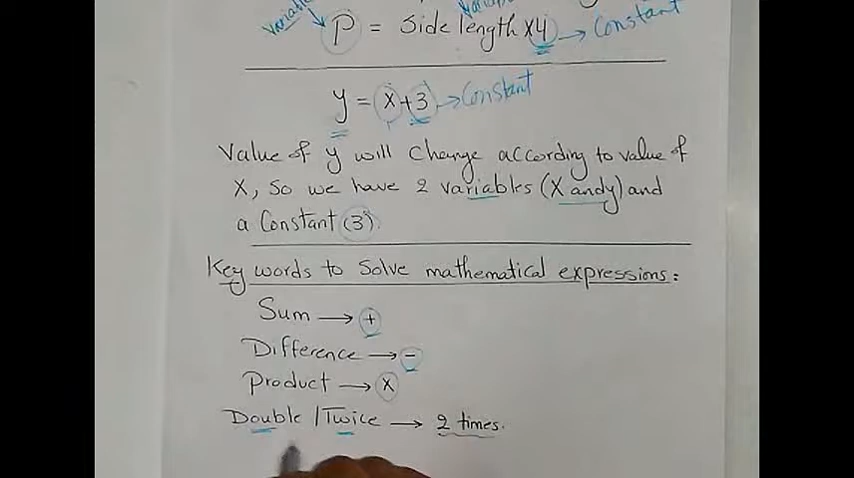 P = Side length x4 → Constant
y = x+3 → Constant
Value of y will change according to value of
x, so we have 2 variables (x and y) and
a Constant (3).
Key words to Solve mathematical expressions:
Sum → +
Difference → -
Product → x
Double / Twice → 2 times.